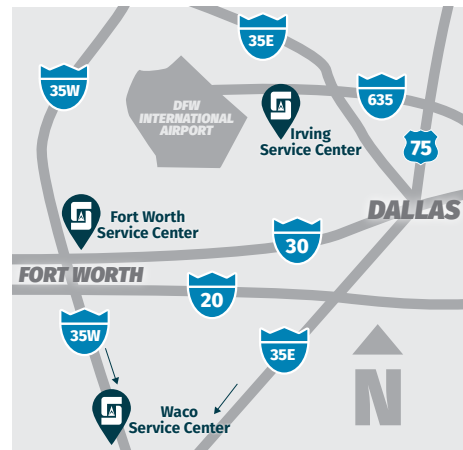 35E
35W
DFW
INTERNATIONAL
AIRPORT
635
Irving
Service Center
75
DALLAS
Fort Worth
Service Center
30
FORT WORTH
20
35W
35E
Waco
Service Center
N